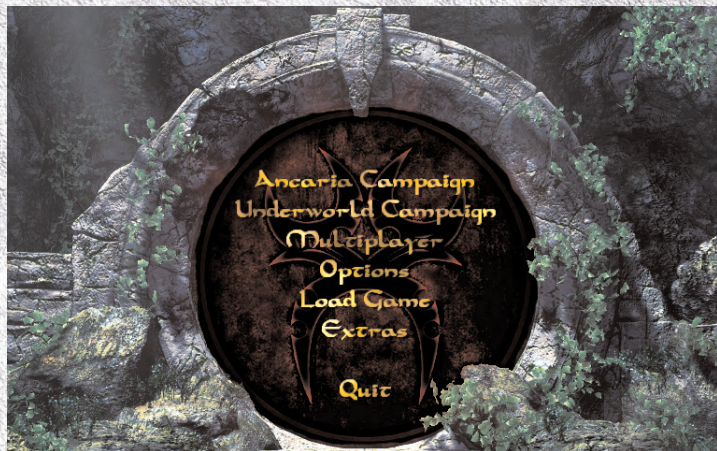 Ancaria Campaign
Underworld Campaign
Multiplayer
Options
Load Game
Extras
Quit